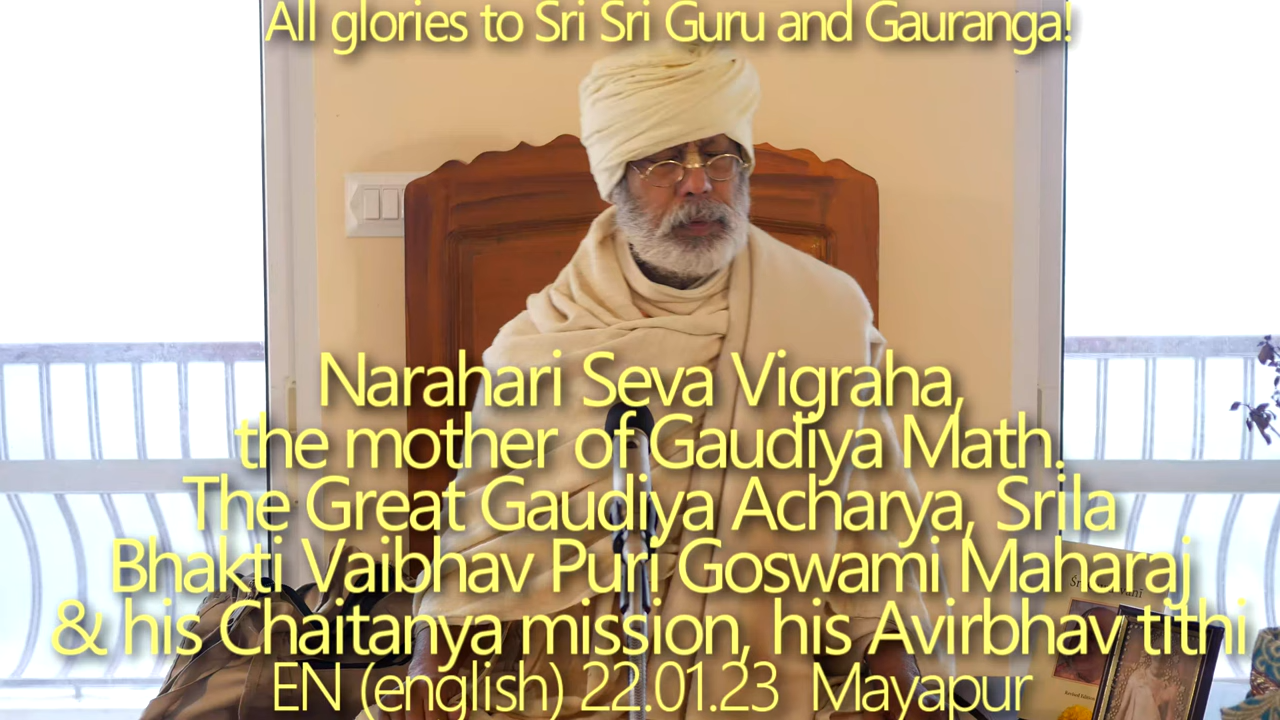 All glories to Sri Sri Guru and Gauranga!
Narahari Seva Vigraha,
the mother of Gaudiya Math.
The Great Gaudiya Acharya, Srila
Bhakti Vaibhav Puri Goswami Maharaj
& his Chaitanya mission, his Avirbhav tithi
EN (english) 22.01.23 Mayapur